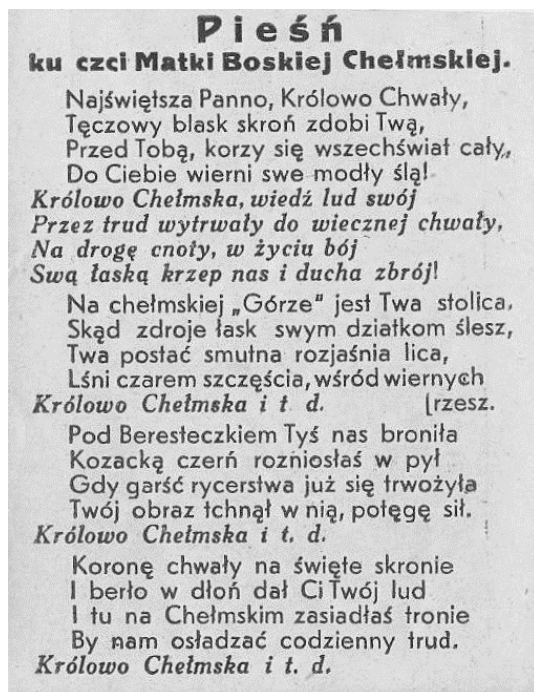 Pieśń
ku czci Matki Boskiej Chełmskiej.
Najświętsza Panno, Królowo Chwały,
Tęczowy blask skroń zdobi Twą,
Przed Tobą, korzy się wszechświat cały,
Do Ciebie wierni swe modły ślą!
Królowo Chełmska, wiedź lud swój
Przez trud wytrwały do wiecznej chwały,
Na drogę cnoty, w życiu bój
Swą łaską krzep nas i ducha zbrój!
Na chełmskiej „Górze" jest Twa stolica,
Skąd zdroje łask swym dziatkom ślesz,
Twa postać smutna rozjaśnia lica,
Lśni czarem szczęścia, wśród wiernych
Królowo Chełmska i t. d. [rzesz.
Pod Beresteczkiem Tyś nas broniła
Kozacką czerń rozniosłaś w pył
Gdy garść rycerstwa już się trwożyła
Twój obraz tchnął w nią, potęgę sił.
Królowo Chełmska i t. d.
Koronę chwały na święte skronie
I berło w dłoń dał Ci Twój lud
I tu na Chełmskim zasiadłaś tronie
By nam osładzać codzienny trud.
Królowo Chełmska i t. d.